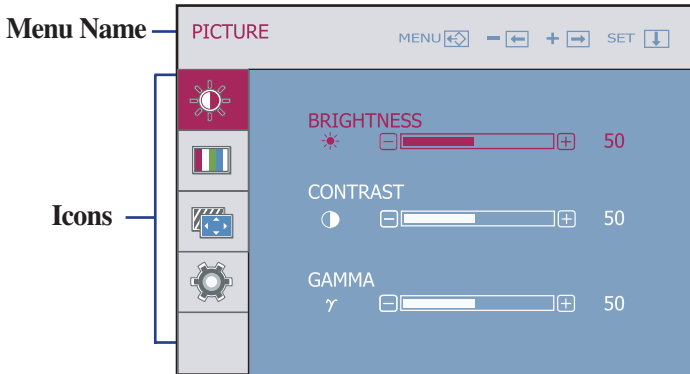 Menu Name
PICTURE
MENU - + SET
Icons
BRIGHTNESS
50
CONTRAST
50
GAMMA
γ 50